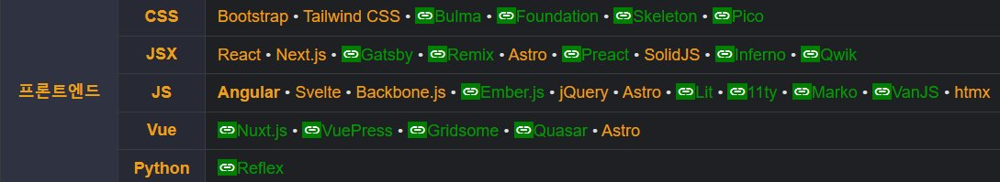 프론트엔드
CSS Bootstrap • Tailwind CSS • Bulma • Foundation • Skeleton • Pico
JSX React • Next.js • Gatsby • Remix • Astro • Preact • SolidJS • Inferno • Qwik
JS Angular • Svelte • Backbone.js • Ember.js • jQuery • Astro • Lit • 11ty • Marko • VanJS • htmx
Vue Nuxt.js • VuePress • Gridsome • Quasar • Astro
Python Reflex